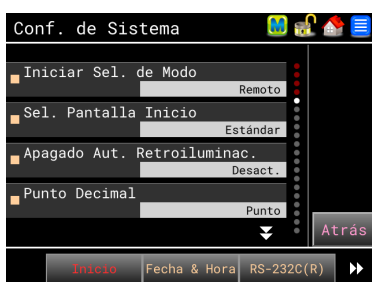 Conf. de Sistema
M
Iniciar Sel. de Modo
Remoto
Sel. Pantalla Inicio
Estándar
Apagado Aut. Retroiluminac.
Desact.
Punto Decimal
Punto
Atrás
Inicio
Fecha & Hora
RS-232C(R)